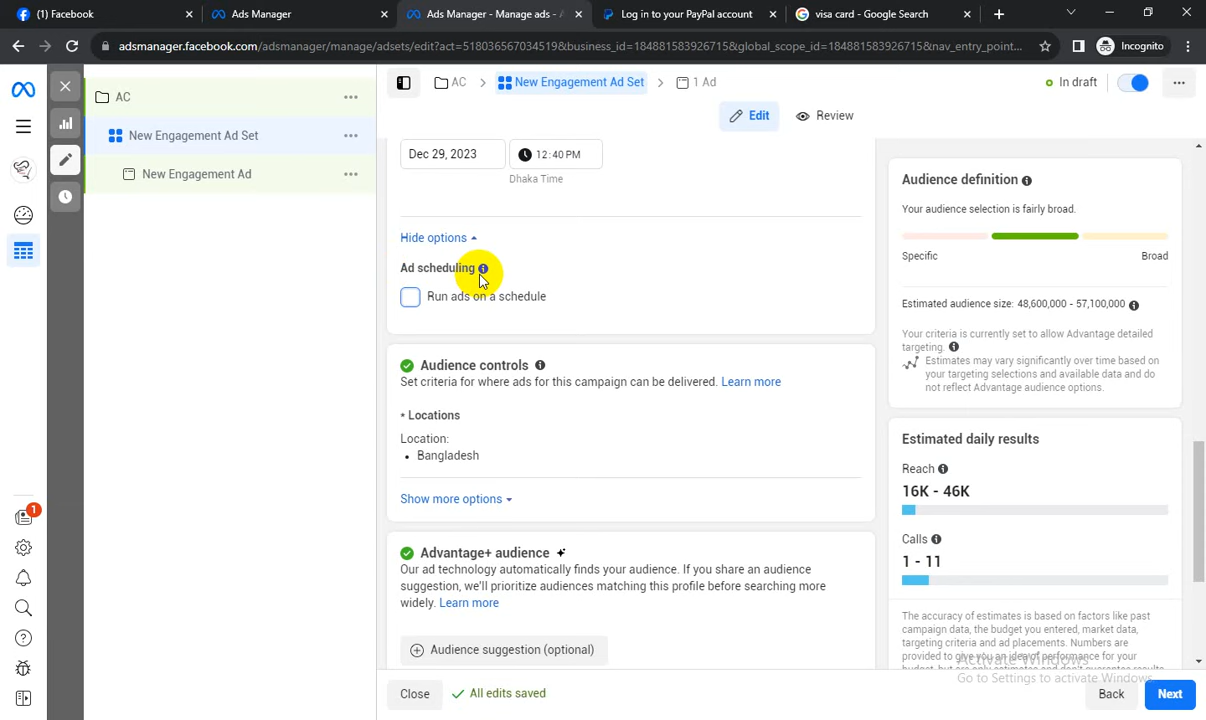 (1) Facebook
Ads Manager
Ads Manager - Manage ads - A
Log in to your PayPal account
visa card - Google Search
adsmanager.facebook.com/adsmanager/manage/adsets/edit?act=518036567034519&business_id=184881583926715&global_scope_id=184881583926715&nav_entry_point...
Incognito
AC
New Engagement Ad Set
New Engagement Ad
1
AC
New Engagement Ad Set
1 Ad
In draft
Edit
Review
Dec 29, 2023
12:40 PM
Dhaka Time
Hide options
Ad scheduling
Run ads on a schedule
Audience controls
Set criteria for where ads for this campaign can be delivered. Learn more
* Locations
Location:
• Bangladesh
Show more options
Advantage+ audience
Our ad technology automatically finds your audience. If you share an audience
suggestion, we'll prioritize audiences matching this profile before searching more
widely. Learn more
Audience suggestion (optional)
Close
All edits saved
Back
Next
Audience definition
Your audience selection is fairly broad.
Specific
Broad
Estimated audience size: 48,600,000 - 57,100,000
Your criteria is currently set to allow Advantage detailed
targeting.
Estimates may vary significantly over time based on
your targeting selections and available data and do
not reflect Advantage audience options.
Estimated daily results
Reach
16K - 46K
Calls
1 - 11
The accuracy of estimates is based on factors like past
campaign data, the budget you entered, market data,
targeting criteria and ad placements. Numbers are
provided to give you an idea of performance for your
budget, but are only estimates and don't guarantee results.
Activate Windows
Go to Settings to activate Windows.